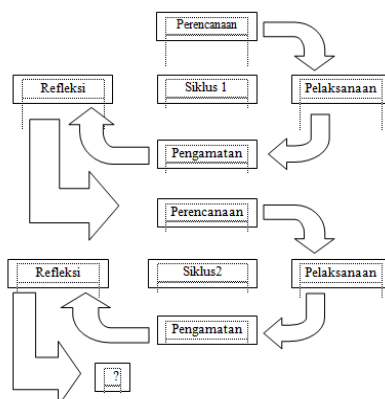 Perencanaan
Refleksi
Siklus 1
Pelaksanaan
Pengamatan
Perencanaan
Refleksi
Siklus2
Pelaksanaan
Pengamatan
?